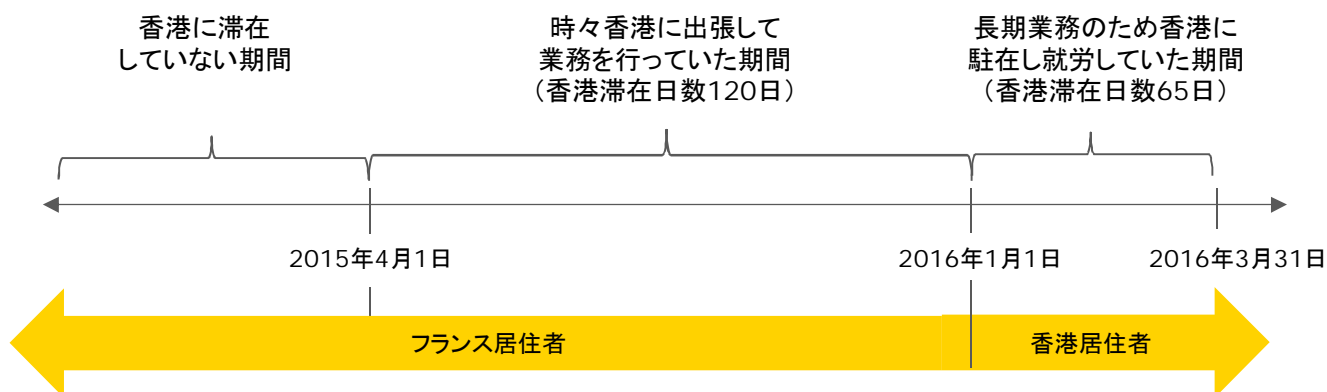 香港に滞在
していない期間
時々香港に出張して
業務を行っていた期間
（香港滞在日数120日）
長期業務のため香港に
駐在し就労していた期間
（香港滞在日数65日）
2015年4月1日
2016年1月1日
2016年3月31日
フランス居住者
香港居住者